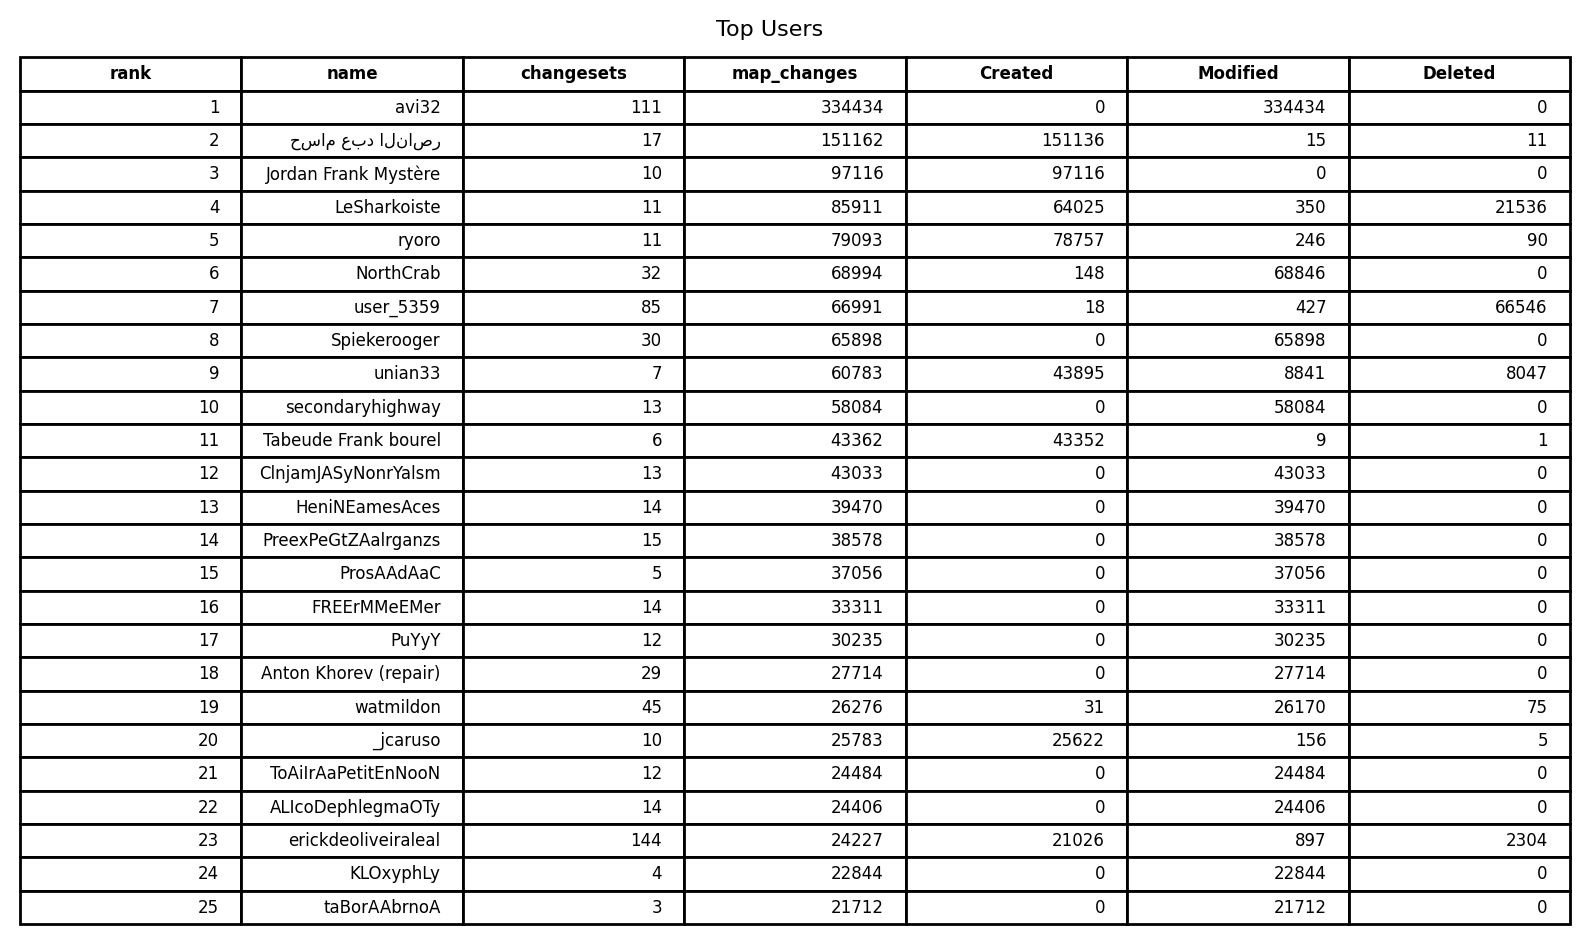 Top Users
rank name changesets map_changes Created Modified Deleted
1 avi32 111 334434 0 334434 0
2 رصانلا دبع ماسح 17 151162 151136 15 11
3 Jordan Frank Mystère 10 97116 97116 0 0
4 LeSharkoiste 11 85911 64025 350 21536
5 ryoro 11 79093 78757 246 90
6 NorthCrab 32 68994 148 68846 0
7 user_5359 85 66991 18 427 66546
8 Spiekerooger 30 65898 0 65898 0
9 unian33 7 60783 43895 8841 8047
10 secondaryhighway 13 58084 0 58084 0
11 Tabeude Frank bourel 6 43362 43352 9 1
12 ClnjamJASyNonrYalsm 13 43033 0 43033 0
13 HeniNEamesAces 14 39470 0 39470 0
14 PreexPeGtZAalrganzs 15 38578 0 38578 0
15 ProsAAdAaC 5 37056 0 37056 0
16 FREErMMeEMer 14 33311 0 33311 0
17 PuYyY 12 30235 0 30235 0
18 Anton Khorev (repair) 29 27714 0 27714 0
19 watmildon 45 26276 31 26170 75
20 _jcaruso 10 25783 25622 156 5
21 ToAiIrAaPetitEnNooN 12 24484 0 24484 0
22 ALIcoDephlegmaOTy 14 24406 0 24406 0
23 erickdeoliveiraleal 144 24227 21026 897 2304
24 KLOxyphLy 4 22844 0 22844 0
25 taBorAAbrnoA 3 21712 0 21712 0